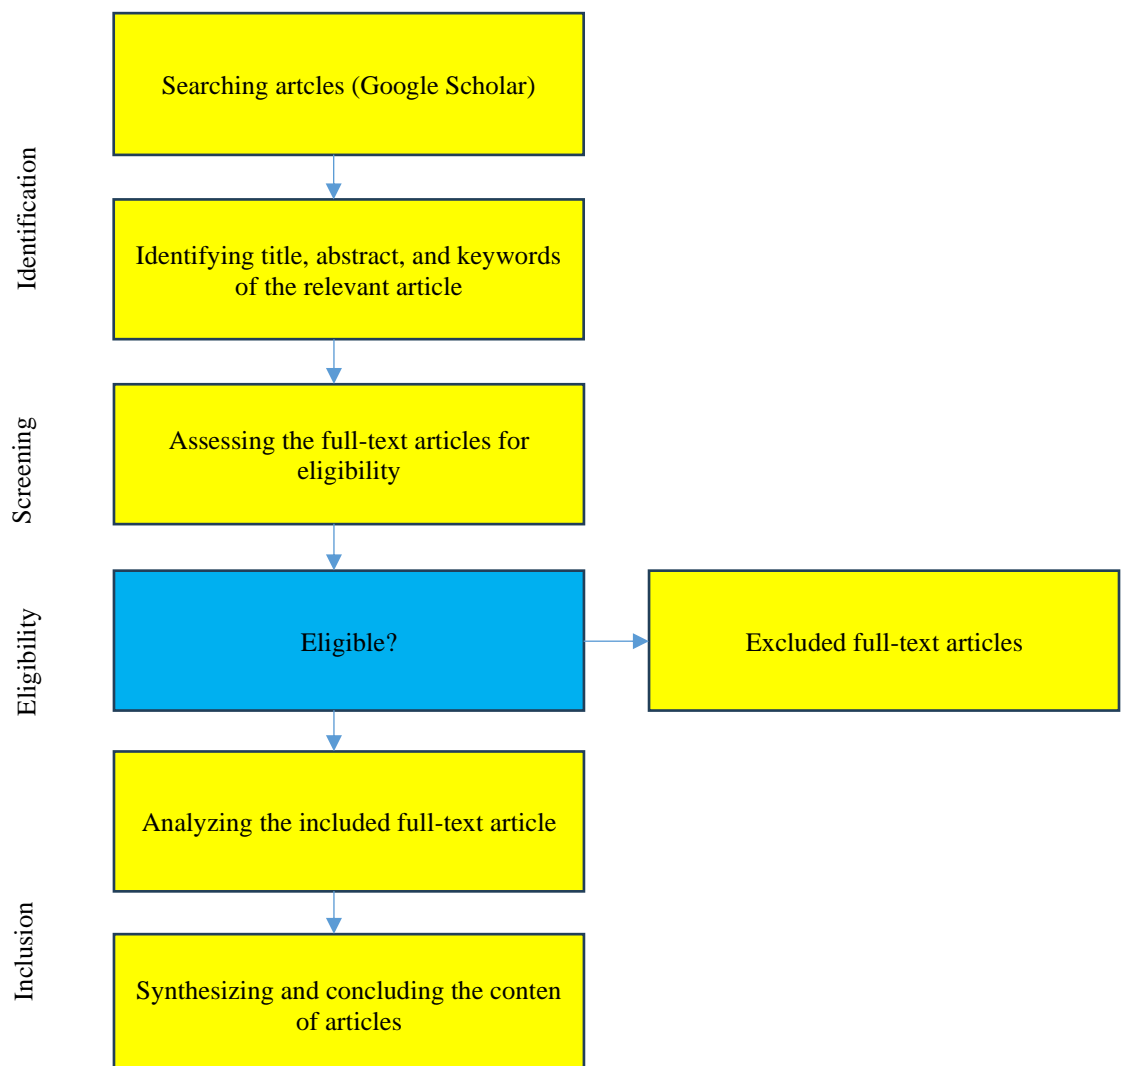 Searching artcles (Google Scholar)
Identification
Identifying title, abstract, and keywords
of the relevant article
Screening
Assessing the full-text articles for
eligibility
Eligibility
Eligible?
Excluded full-text articles
Analyzing the included full-text article
Inclusion
Synthesizing and concluding the conten
of articles